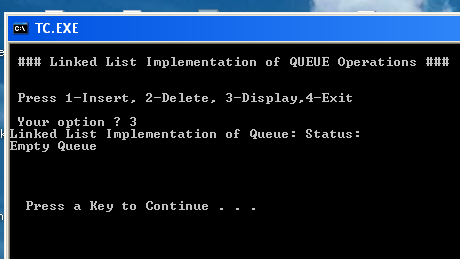 TC.EXE
### Linked List Implementation of QUEUE Operations ###
Press 1-Insert, 2-Delete, 3-Display,4-Exit
Your option ? 3
Linked List Implementation of Queue: Status:
Empty Queue
Press a Key to Continue . . .